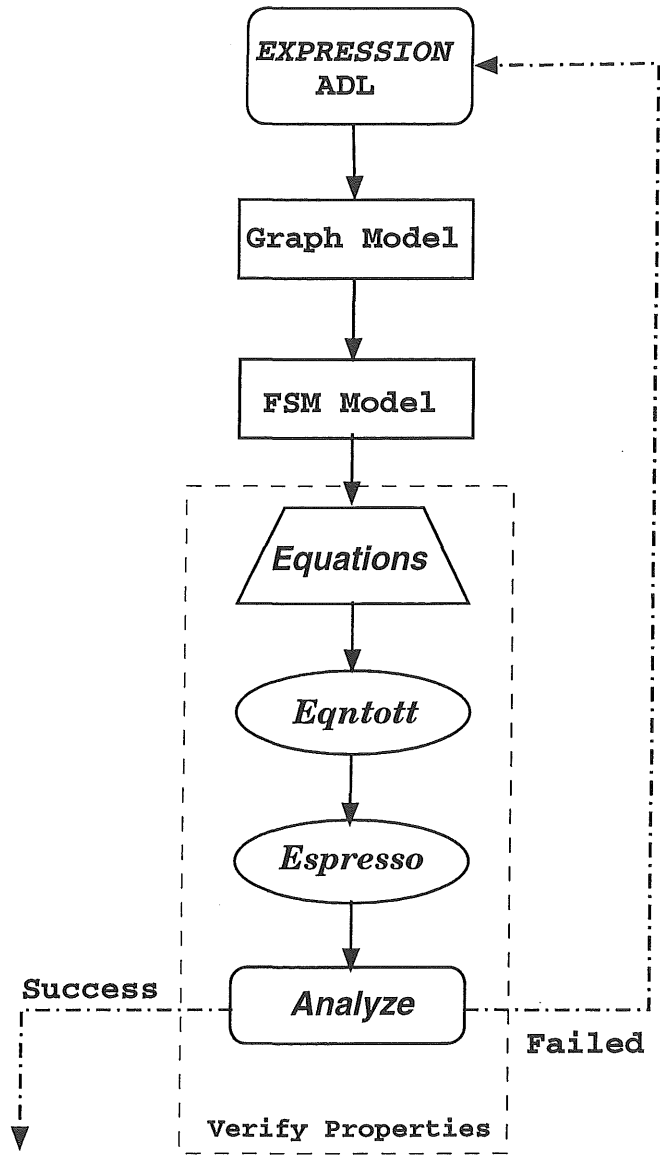 EXPRESSION
ADL
Graph Model
FSM Model
Equations
Eqntott
Espresso
Success
Analyze
Failed
Verify Properties